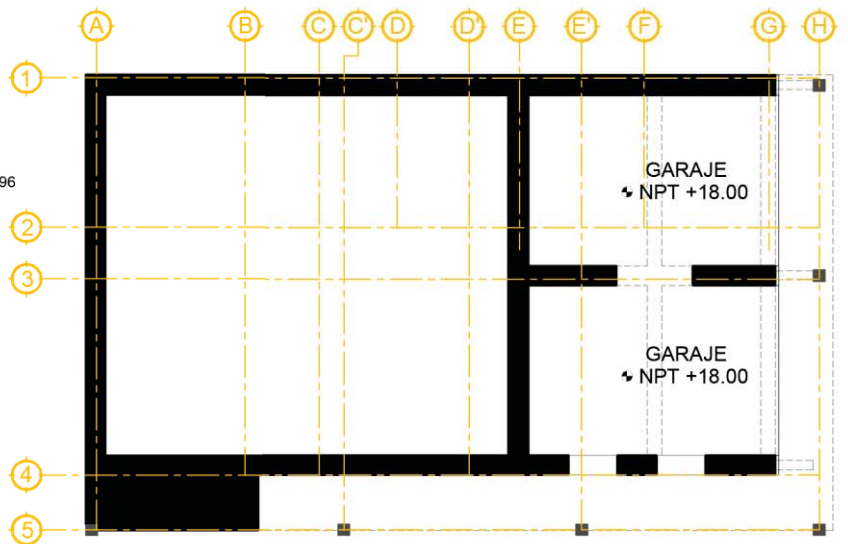 A B C C' D D' E E' F G H
1
GARAJE
96
NPT +18.00
2
3
GARAJE
NPT +18.00
4
5